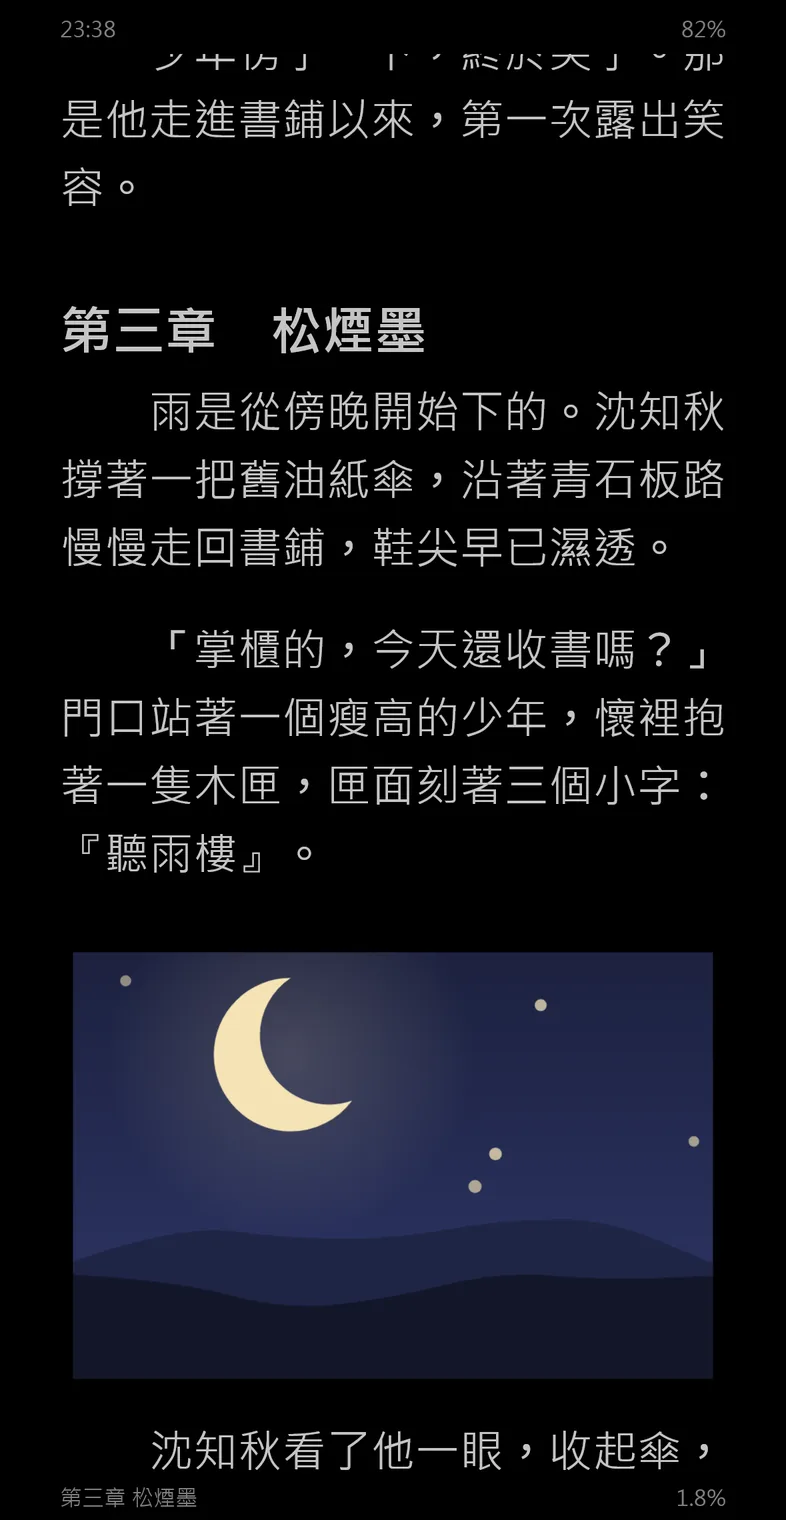 23:38
82%
是他走進書鋪以來，第一次露出笑
容。
第三章　松煙墨
雨是從傍晚開始下的。沈知秋
撐著一把舊油紙傘，沿著青石板路
慢慢走回書鋪，鞋尖早已濕透。
「掌櫃的，今天還收書嗎？」
門口站著一個瘦高的少年，懷裡抱
著一隻木匣，匣面刻著三個小字：
『聽雨樓』。
沈知秋看了他一眼，收起傘，
第三章 松煙墨
1.8%